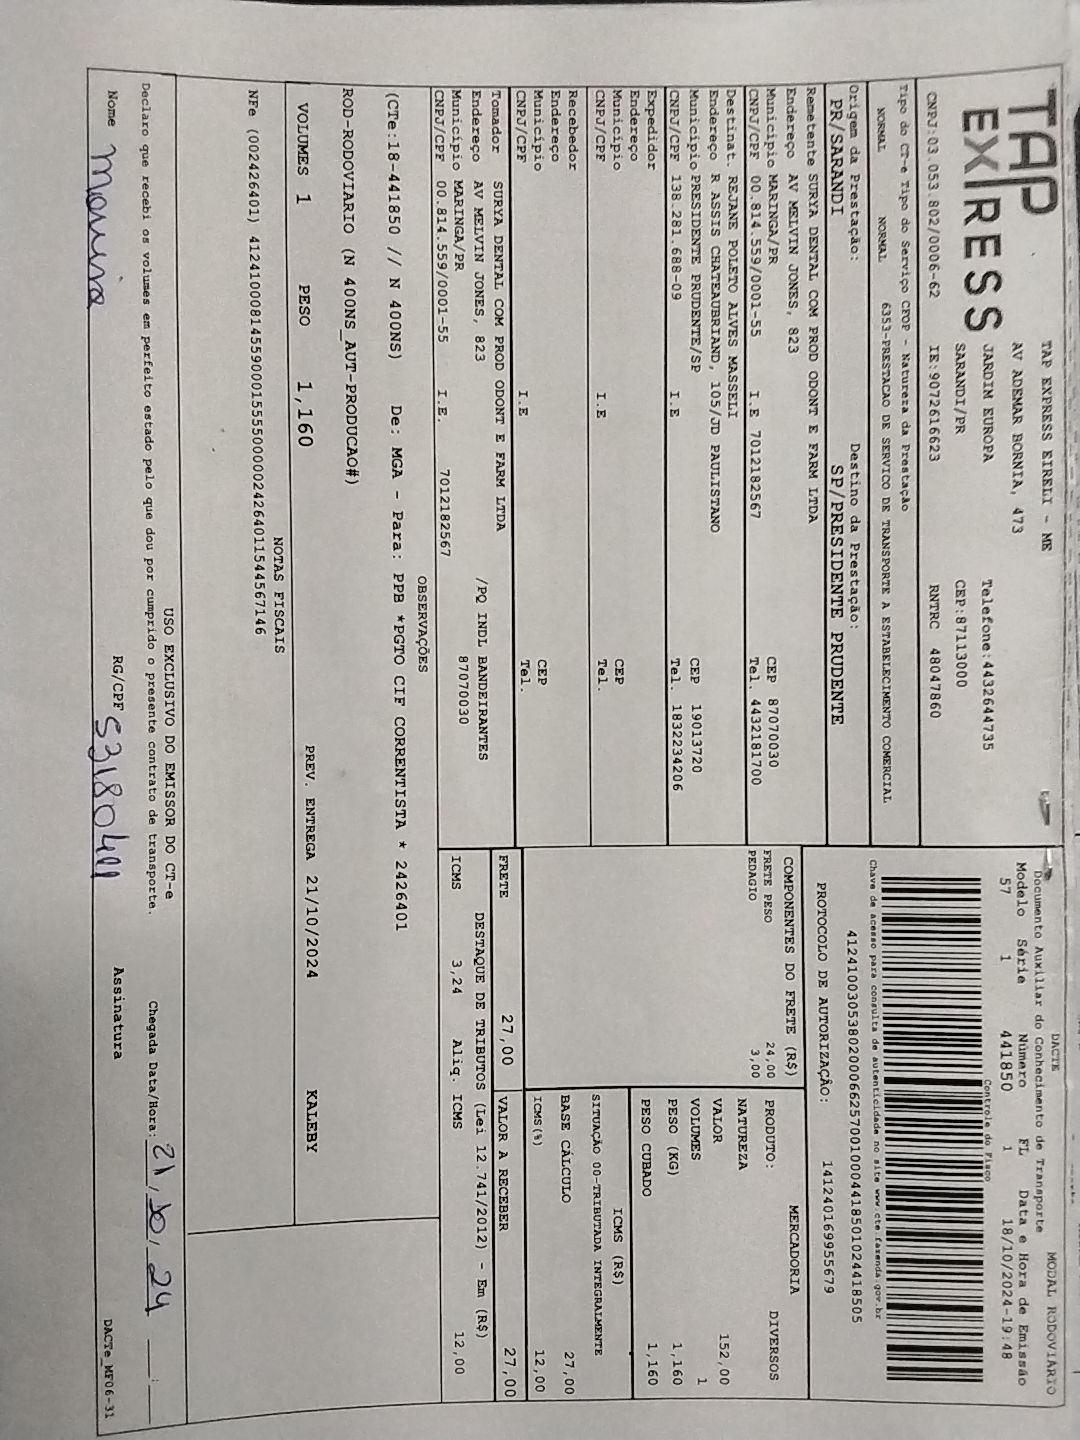 TAP
EXPRESS
TAP EXPRESS EIRELI - ME
AV ADEMAR BORNIA, 473
JARDIM EUROPA
SARANDI/PR
Telefone:4432644735
CEP:87113000
CNPJ:03.053.802/0006-62 IE:9072616623 RNTRC 48047860
Tipo do CT-e Tipo do Serviço CFOP - Natureza da Prestação
NORMAL NORMAL 6353-PRESTACAO DE SERVICO DE TRANSPORTE A ESTABELECIMENTO COMERCIAL
Origem da Prestação: Destino da Prestação:
PR/SARANDI SP/PRESIDENTE PRUDENTE
DACTE MODAL RODOVIÁRIO
Documento Auxiliar do Conhecimento de Transporte
Modelo Série Número FL Data e Hora de Emissão
57 1 441850 1 18/10/2024-19:48
Controle do Fisco
Chave de acesso para consulta de autenticidade no site www.cte.fazenda.gov.br
41241003053802000662570010004418501024418505
PROTOCOLO DE AUTORIZAÇÃO: 141240169955679
Remetente SURYA DENTAL COM PROD ODONT E FARM LTDA
Endereço AV MELVIN JONES, 823
Município MARINGA/PR CEP 87070030
CNPJ/CPF 00.814.559/0001-55 I.E 7012182567 Tel. 4432181700
Destinat. REJANE POLETO ALVES MASSELI
Endereço R ASSIS CHATEAUBRIAND, 105/JD PAULISTANO
Município PRESIDENTE PRUDENTE/SP CEP 19013720
CNPJ/CPF 138.281.688-09 I.E Tel. 1832234206
Expedidor
Endereço
Município CEP
CNPJ/CPF I.E Tel.
Recebedor
Endereço
Município CEP
CNPJ/CPF I.E Tel.
Tomador SURYA DENTAL COM PROD ODONT E FARM LTDA
Endereço AV MELVIN JONES, 823 /PQ INDL BANDEIRANTES
Município MARINGA/PR 87070030
CNPJ/CPF 00.814.559/0001-55 I.E. 7012182567
COMPONENTES DO FRETE (R$)
FRETE PESO 24,00
PEDAGIO 3,00
MERCADORIA
PRODUTO: DIVERSOS
NATUREZA
VALOR 152,00
VOLUMES 1
PESO (KG) 1,160
PESO CUBADO 1,160
ICMS (R$)
SITUAÇÃO 00-TRIBUTADA INTEGRALMENTE
BASE CÁLCULO 27,00
ICMS(%) 12,00
FRETE 27,00 VALOR A RECEBER 27,00
DESTAQUE DE TRIBUTOS (Lei 12.741/2012) - Em (R$)
ICMS 3,24 Aliq. ICMS 12,00
OBSERVAÇÕES
(CTe:18-441850 // N 400NS) De: MGA - Para: PPB *PGTO CIF CORRENTISTA * 2426401
ROD-RODOVIARIO (N 400NS_AUT-PRODUCAO#)
VOLUMES 1 PESO 1,160 PREV. ENTREGA 21/10/2024 KALEBY
NOTAS FISCAIS
NFe (002426401) 41241000814559000155550000024264011544567146
USO EXCLUSIVO DO EMISSOR DO CT-e
Declaro que recebi os volumes em perfeito estado pelo que dou por cumprido o presente contrato de transporte. Chegada Data/Hora: 21/10/24 ___:___
Nome RG/CPF Assinatura
DACTe_MF06-31